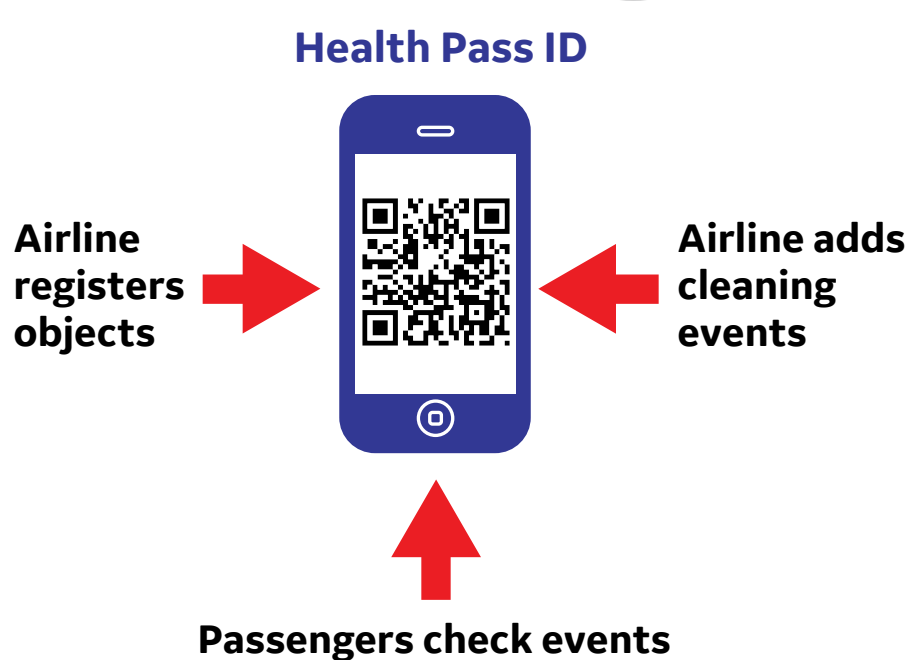 Health Pass ID
Airline
registers
objects
Airline adds
cleaning
events
Passengers check events